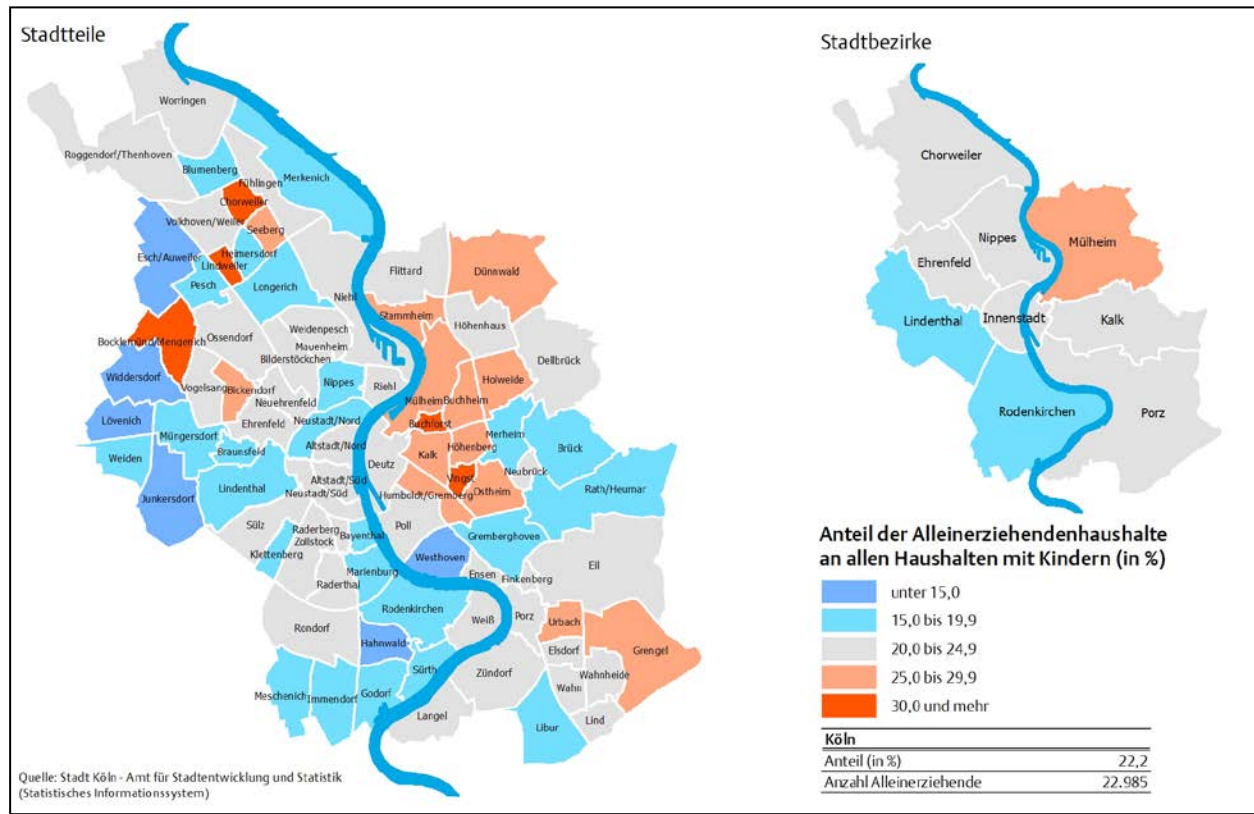 Stadtteile
Worringen
Roggendorf/Thenhoven
Blumenberg
Fühlingen
Merkenich
Chorweiler
Volkhoven/Weiler
Seeberg
Esch/Auweiler
Heimersdorf
Lindweiler
Pesch
Longerich
Flittard
Dünnwald
Niehl
Stammheim
Höhenhaus
Weidenpesch
Ossendorf
Mauenheim
Bocklemünd/Mengenich
Bilderstöckchen
Dellbrück
Widdersdorf
Vogelsang
Bickendorf
Nippes
Riehl
Holweide
Neuehrenfeld
Mülheim
Buchheim
Lövenich
Ehrenfeld
Neustadt/Nord
Buchforst
Müngersdorf
Merheim
Altstadt/Nord
Höhenberg
Brück
Weiden
Braunsfeld
Kalk
Deutz
Neubrück
Vingst
Altstadt/Süd
Junkersdorf
Lindenthal
Neustadt/Süd
Humboldt/Gremberg
Ostheim
Rath/Heumar
Sülz
Raderberg
Zollstock
Bayenthal
Poll
Gremberghoven
Klettenberg
Westhoven
Eil
Marienburg
Raderthal
Ensen
Finkenberg
Rodenkirchen
Rondorf
Weiß
Porz
Urbach
Hahnwald
Elsdorf
Grengel
Sürth
Zündorf
Wahnheide
Wahn
Meschenich
Immendorf
Godorf
Langel
Libur
Lind
Quelle: Stadt Köln - Amt für Stadtentwicklung und Statistik
(Statistisches Informationssystem)
Stadtbezirke
Chorweiler
Nippes
Mülheim
Ehrenfeld
Lindenthal
Innenstadt
Kalk
Rodenkirchen
Porz
Anteil der Alleinerziehendenhaushalte
an allen Haushalten mit Kindern (in %)
unter 15,0
15,0 bis 19,9
20,0 bis 24,9
25,0 bis 29,9
30,0 und mehr
Köln
Anteil (in %) 22,2
Anzahl Alleinerziehende 22.985